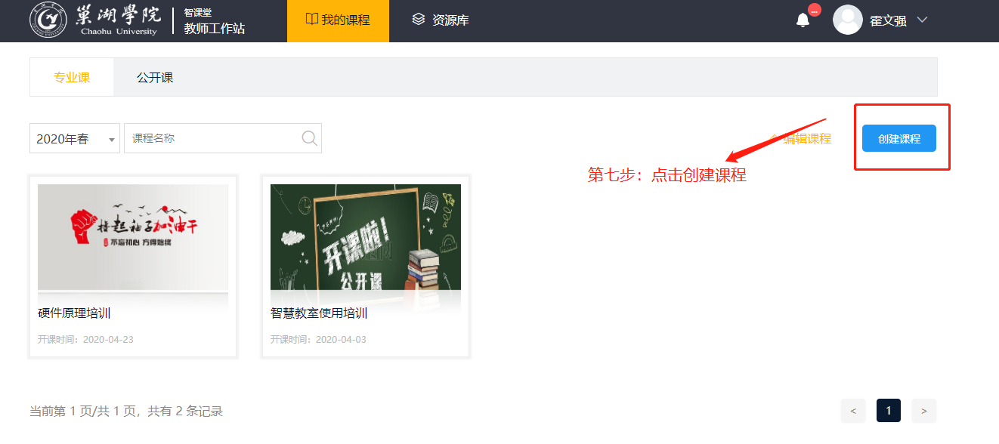 巢湖學院
Chaohu University
智课堂
教师工作站
我的课程
资源库
...
霍文强
专业课
公开课
2020年春
课程名称
编辑课程
创建课程
第七步：点击创建课程
撸起袖子加油干
不忘初心 方得始终
开课啦！
公开课
硬件原理培训
开课时间：2020-04-23
智慧教室使用培训
开课时间：2020-04-03
当前第 1 页/共 1 页，共有 2 条记录
<
1
>